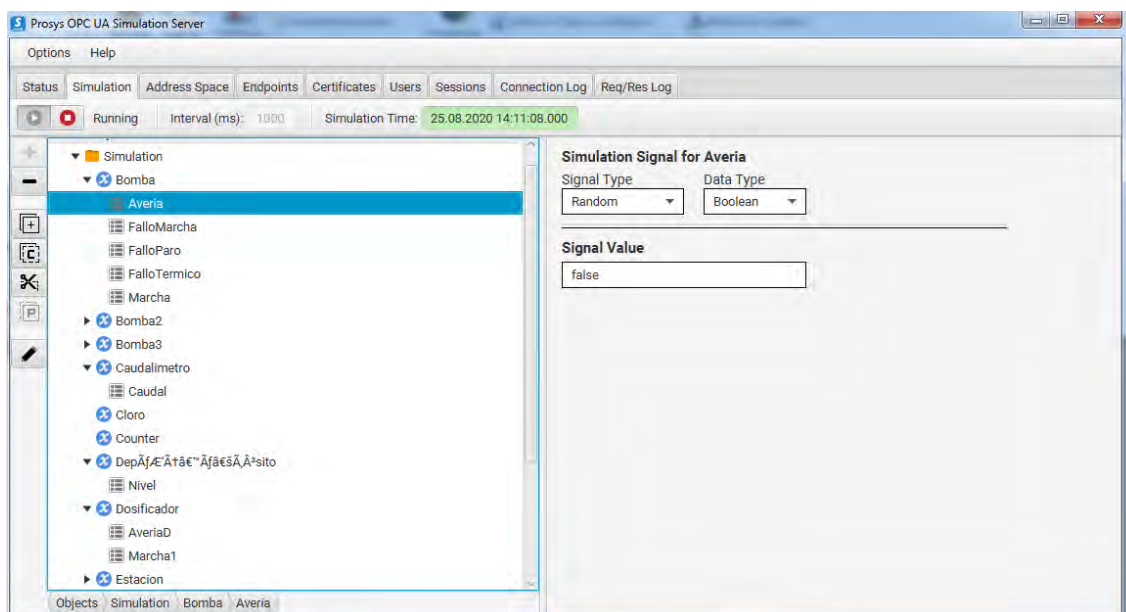 Prosys OPC UA Simulation Server
Options Help
Status Simulation Address Space Endpoints Certificates Users Sessions Connection Log Req/Res Log
Running Interval (ms): 1000 Simulation Time: 25.08.2020 14:11:08.000
Simulation
Bomba
Averia
FalloMarcha
FalloParo
FalloTermico
Marcha
Bomba2
Bomba3
Caudalimetro
Caudal
Cloro
Counter
DepÃƒÆ’Ã†â€™Ãƒâ€šÃ‚Â³sito
Nivel
Dosificador
AveriaD
Marcha1
Estacion
Objects Simulation Bomba Averia
Simulation Signal for Averia
Signal Type Data Type
Random Boolean
Signal Value
false